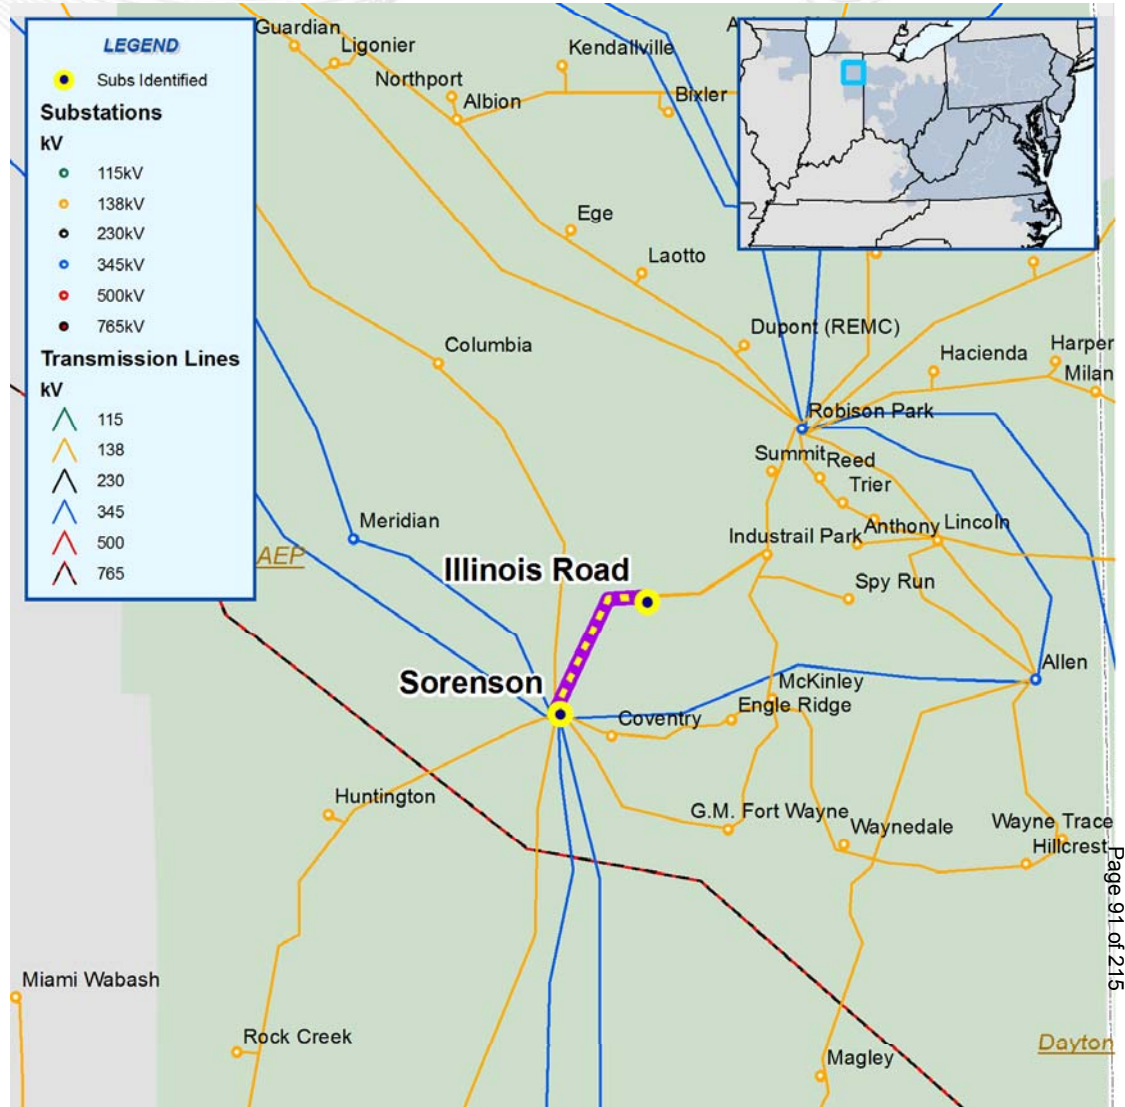 LEGEND
Subs Identified
Substations
kV
115kV
138kV
230kV
345kV
500kV
765kV
Transmission Lines
kV
115
138
230
345
500
765
Guardian
Ligonier
Kendallville
Northport
Albion
Bixler
Ege
Laotto
Dupont (REMC)
Columbia
Hacienda
Harper
Milan
Robison Park
Summit
Reed
Trier
Meridian
Industrail Park
Anthony
Lincoln
AEP
Illinois Road
Spy Run
Sorenson
Allen
McKinley
Engle Ridge
Coventry
Huntington
G.M. Fort Wayne
Waynedale
Wayne Trace
Hillcrest
Page 91 of 215
Miami Wabash
Rock Creek
Magley
Dayton